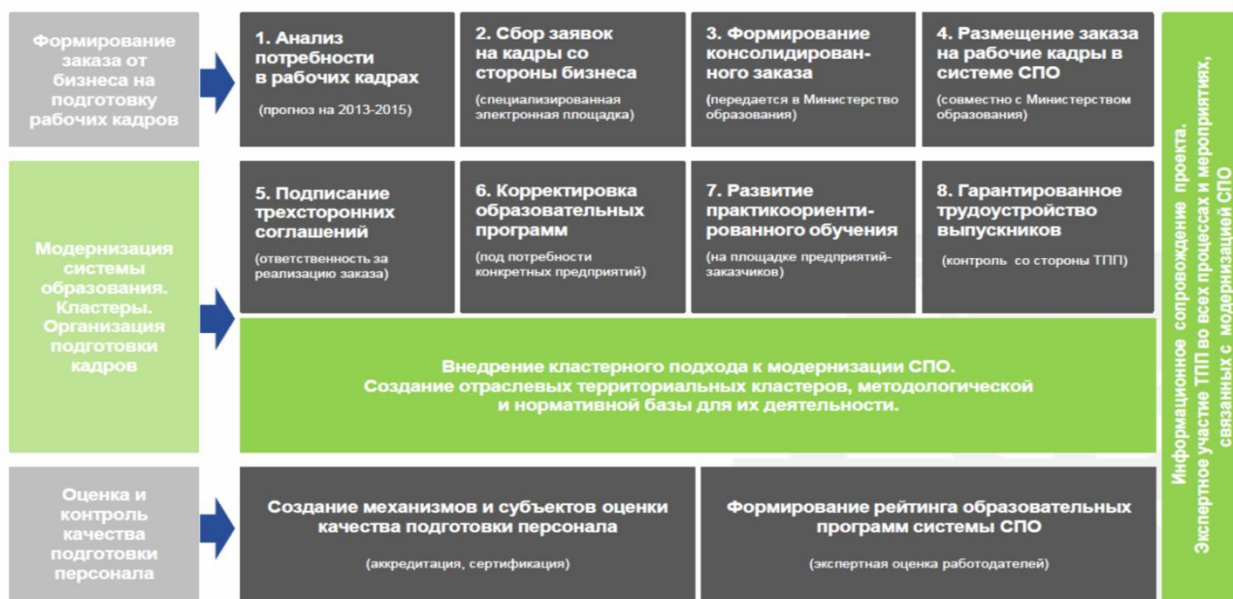 Формирование
заказа от
бизнеса на
подготовку
рабочих кадров
1. Анализ
потребности
в рабочих кадрах
(прогноз на 2013-2015)
2. Сбор заявок
на кадры со
стороны бизнеса
(специализированная
электронная площадка)
3. Формирование
консолидирован-
ного заказа
(передается в Министерство
образования)
4. Размещение заказа
на рабочие кадры в
системе СПО
(совместно с Министерством
образования)
Модернизация
системы
образования.
Кластеры.
Организация
подготовки
кадров
5. Подписание
трехсторонних
соглашений
(ответственность за
реализацию заказа)
6. Корректировка
образовательных
программ
(под потребности
конкретных предприятий)
7. Развитие
практикоориенти-
рованного обучения
(на площадке предприятий-
заказчиков)
8. Гарантированное
трудоустройство
выпускников
(контроль со стороны ТПП)
Внедрение кластерного подхода к модернизации СПО.
Создание отраслевых территориальных кластеров, методологической
и нормативной базы для их деятельности.
Оценка и
контроль
качества
подготовки
персонала
Создание механизмов и субъектов оценки
качества подготовки персонала
(аккредитация, сертификация)
Формирование рейтинга образовательных
программ системы СПО
(экспертная оценка работодателей)
Информационное сопровождение проекта.
Экспертное участие ТПП во всех процессах и мероприятиях,
связанных с модернизацией СПО